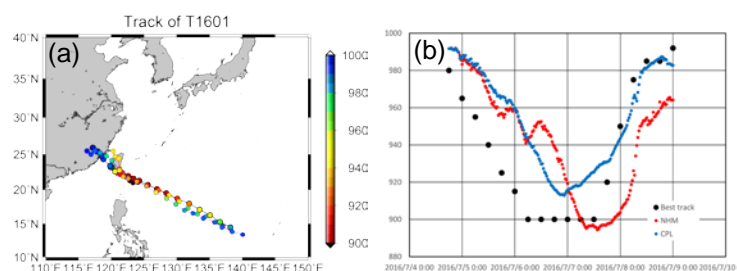 Track of T1601
(a)
40˚N
35˚N
30˚N
25˚N
20˚N
15˚N
10˚N
110˚E 115˚E 120˚E 125˚E 130˚E 135˚E 140˚E 145˚E 150˚E
100
980
960
940
920
900
(b)
1000
980
960
940
920
900
880
Best track
NHM
CPL
2016/7/4 0:00 2016/7/5 0:00 2016/7/6 0:00 2016/7/7 0:00 2016/7/8 0:00 2016/7/9 0:00 2016/7/10